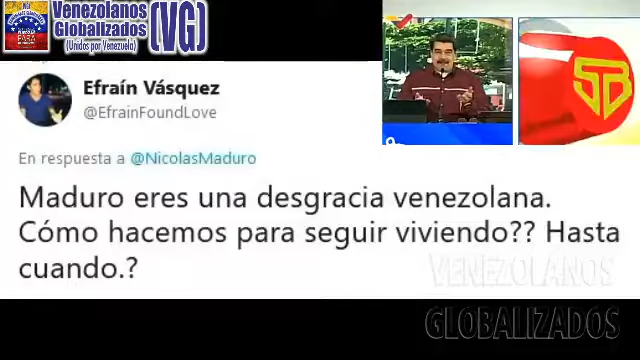 Venezolanos
Globalizados
(Unidos por Venezuela)
(VG)
Efraín Vásquez
@EfrainFoundLove
En respuesta a @NicolasMaduro
Maduro eres una desgracia venezolana.
Cómo hacemos para seguir viviendo?? Hasta
cuando.?
SB
VENEZOLANOS
GLOBALIZADOS